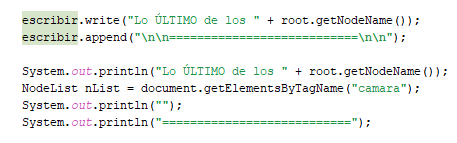 escribir.write("Lo ÚLTIMO de los " + root.getNodeName());
escribir.append("\n\n===========================\n\n");
System.out.println("Lo ÚLTIMO de los " + root.getNodeName());
NodeList nList = document.getElementsByTagName("camara");
System.out.println("");
System.out.println("===========================");